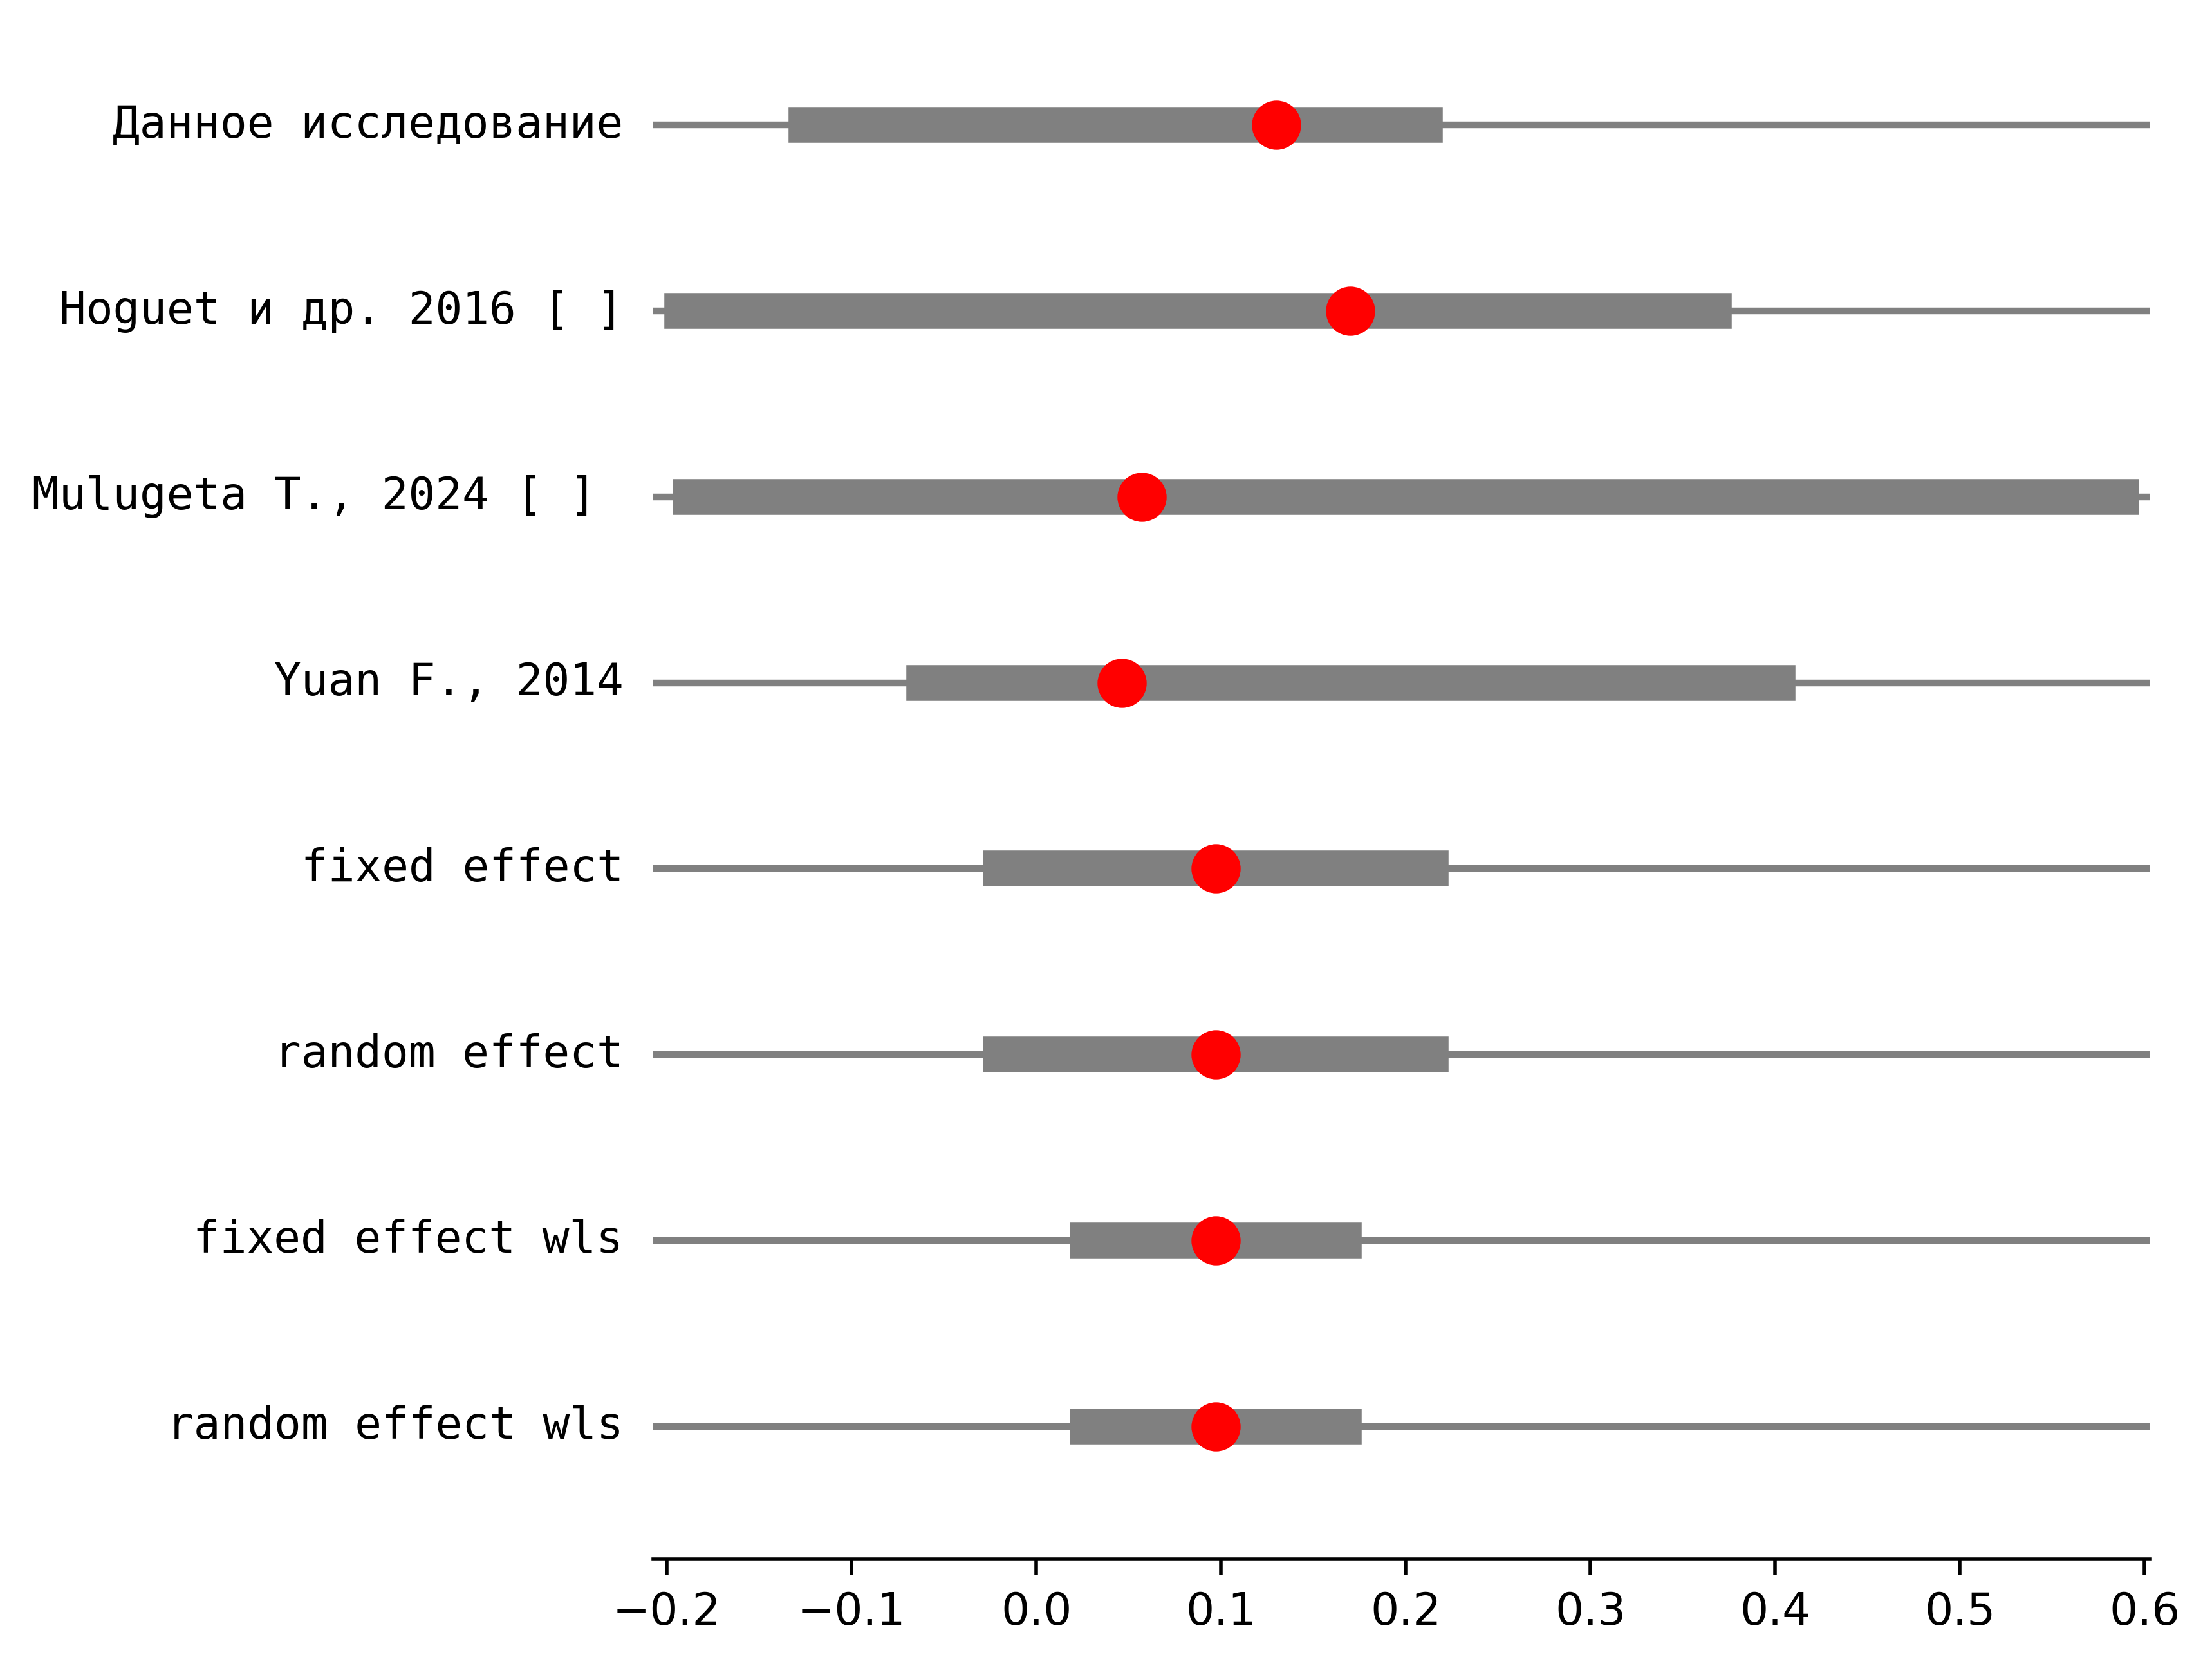 Данное исследование
Hoguet и др. 2016 [ ]
Mulugeta T., 2024 [ ]
Yuan F., 2014
fixed effect
random effect
fixed effect wls
random effect wls
−0.2 −0.1 0.0 0.1 0.2 0.3 0.4 0.5 0.6